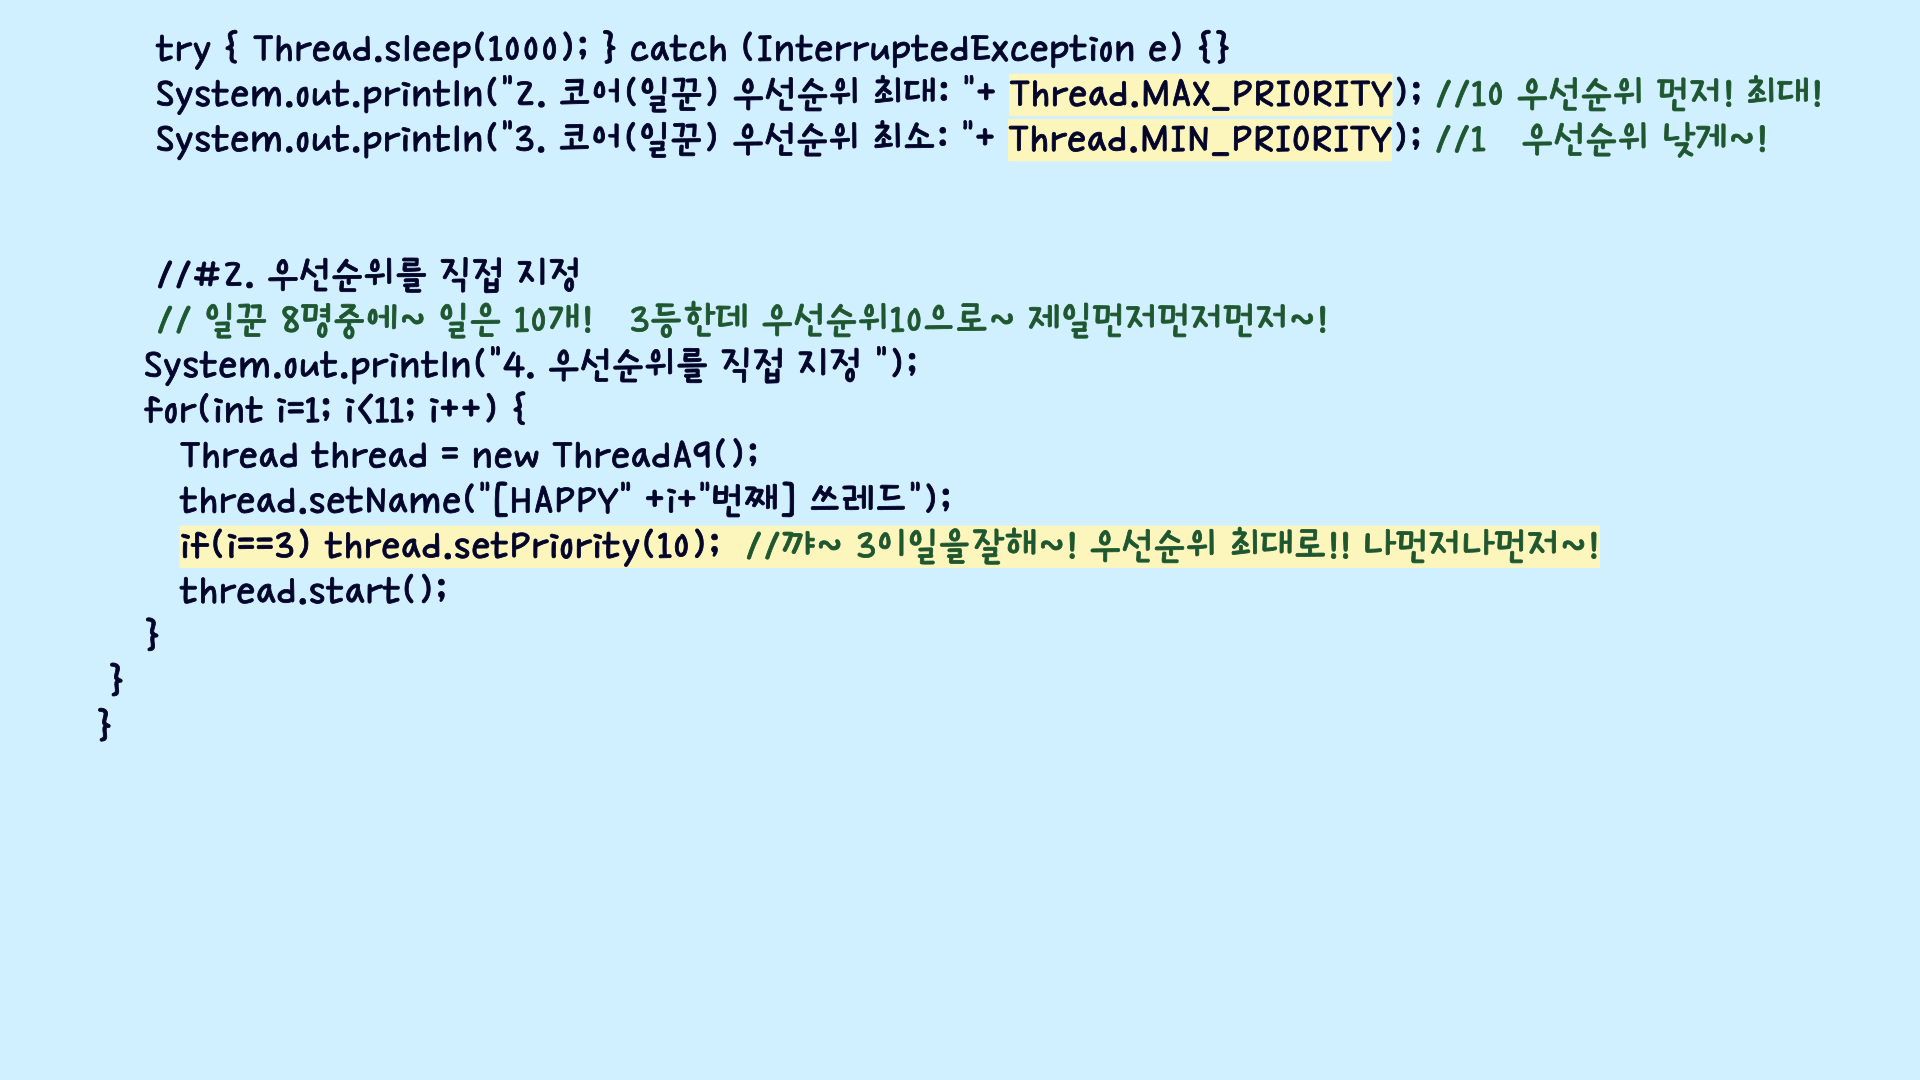 try { Thread.sleep(1000); } catch (InterruptedException e) {}
System.out.println("2. 코어(일꾼) 우선순위 최대: "+ Thread.MAX_PRIORITY); //10 우선순위 먼저! 최대!
System.out.println("3. 코어(일꾼) 우선순위 최소: "+ Thread.MIN_PRIORITY); //1 우선순위 낮게~!
//#2. 우선순위를 직접 지정
// 일꾼 8명중에~ 일은 10개! 3등한데 우선순위10으로~ 제일먼저먼저먼저~!
System.out.println("4. 우선순위를 직접 지정 ");
for(int i=1; i<11; i++) {
Thread thread = new ThreadA9();
thread.setName("[HAPPY" +i+"번째] 쓰레드");
if(i==3) thread.setPriority(10); //꺄~ 3이일을잘해~! 우선순위 최대로!! 나먼저나먼저~!
thread.start();
}
}
}